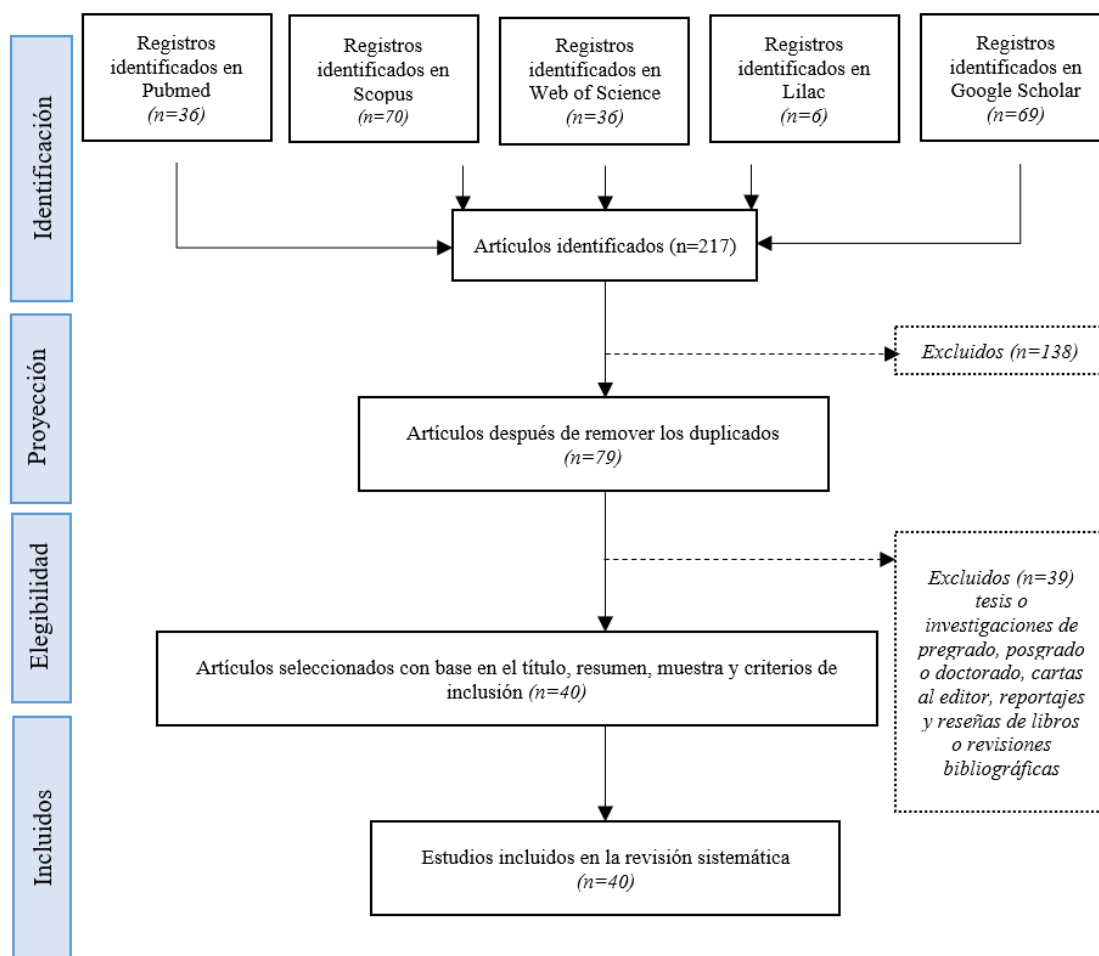 Identificación
Registros
identificados en
Pubmed
(n=36)
Registros
identificados en
Scopus
(n=70)
Registros
identificados en
Web of Science
(n=36)
Registros
identificados en
Lilac
(n=6)
Registros
identificados en
Google Scholar
(n=69)
Artículos identificados (n=217)
Proyección
Excluidos (n=138)
Artículos después de remover los duplicados
(n=79)
Elegibilidad
Excluidos (n=39)
tesis o
investigaciones de
pregrado, posgrado
o doctorado, cartas
al editor, reportajes
y reseñas de libros
o revisiones
bibliográficas
Artículos seleccionados con base en el título, resumen, muestra y criterios de
inclusión (n=40)
Incluidos
Estudios incluidos en la revisión sistemática
(n=40)